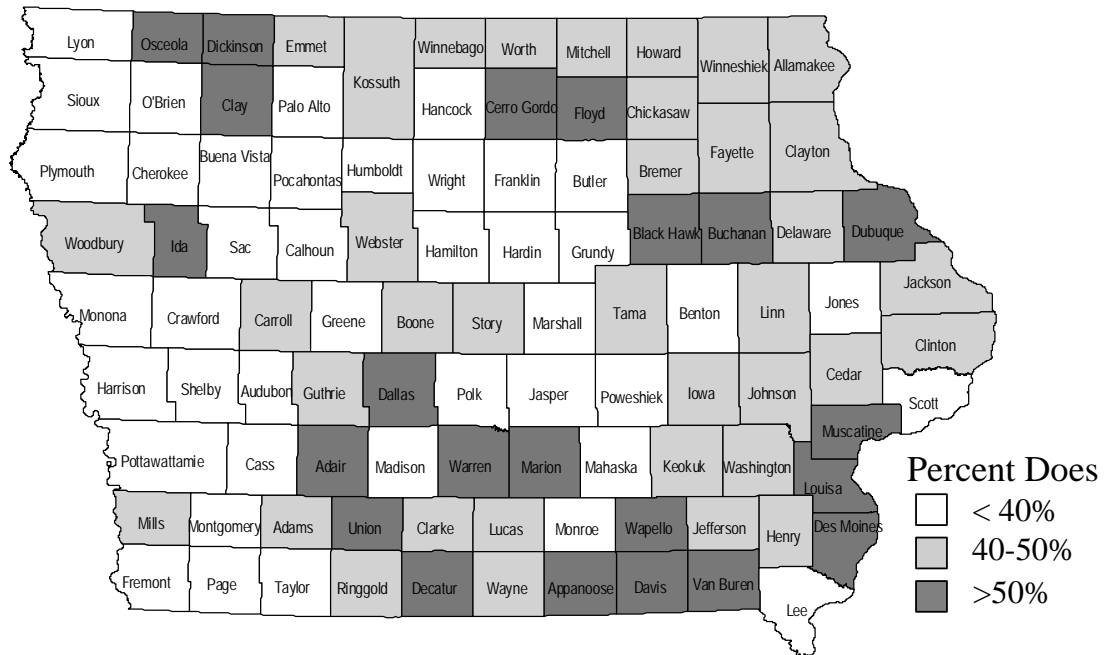 Lyon Osceola Dickinson Emmet Winnebago Worth Mitchell Howard Winneshiek Allamakee
Kossuth
Sioux O'Brien Clay Palo Alto Hancock Cerro Gordo Floyd Chickasaw
Plymouth Cherokee Buena Vista Pocahontas Humboldt Wright Franklin Butler Bremer Fayette Clayton
Woodbury Ida Sac Calhoun Webster Hamilton Hardin Grundy Black Hawk Buchanan Delaware Dubuque
Monona Crawford Carroll Greene Boone Story Marshall Tama Benton Linn Jones Jackson
Clinton
Harrison Shelby Audubon Guthrie Dallas Polk Jasper Poweshiek Iowa Johnson Cedar Scott
Muscatine
Pottawattamie Cass Adair Madison Warren Marion Mahaska Keokuk Washington Louisa
Mills Montgomery Adams Union Clarke Lucas Monroe Wapello Jefferson Henry Des Moines
Fremont Page Taylor Ringgold Decatur Wayne Appanoose Davis Van Buren Lee
Percent Does
< 40%
40-50%
>50%